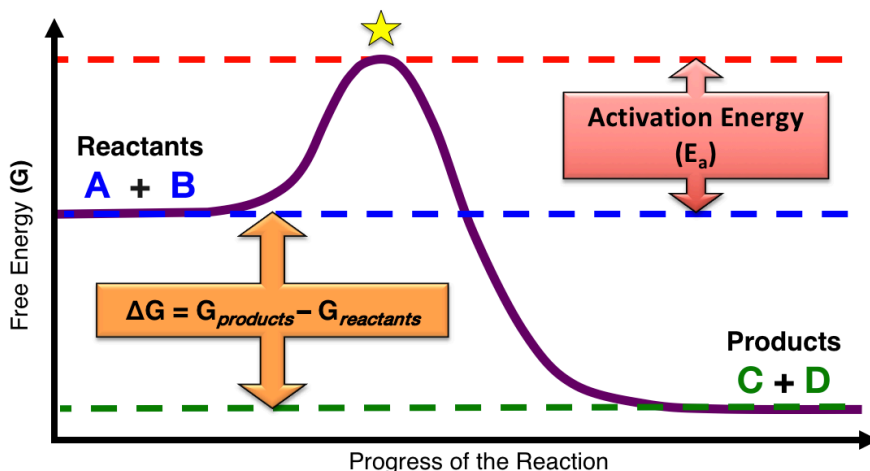 Free Energy (G)
Reactants
A + B
Activation Energy
(Eₐ)
ΔG = Gproducts – Greactants
Products
C + D
Progress of the Reaction